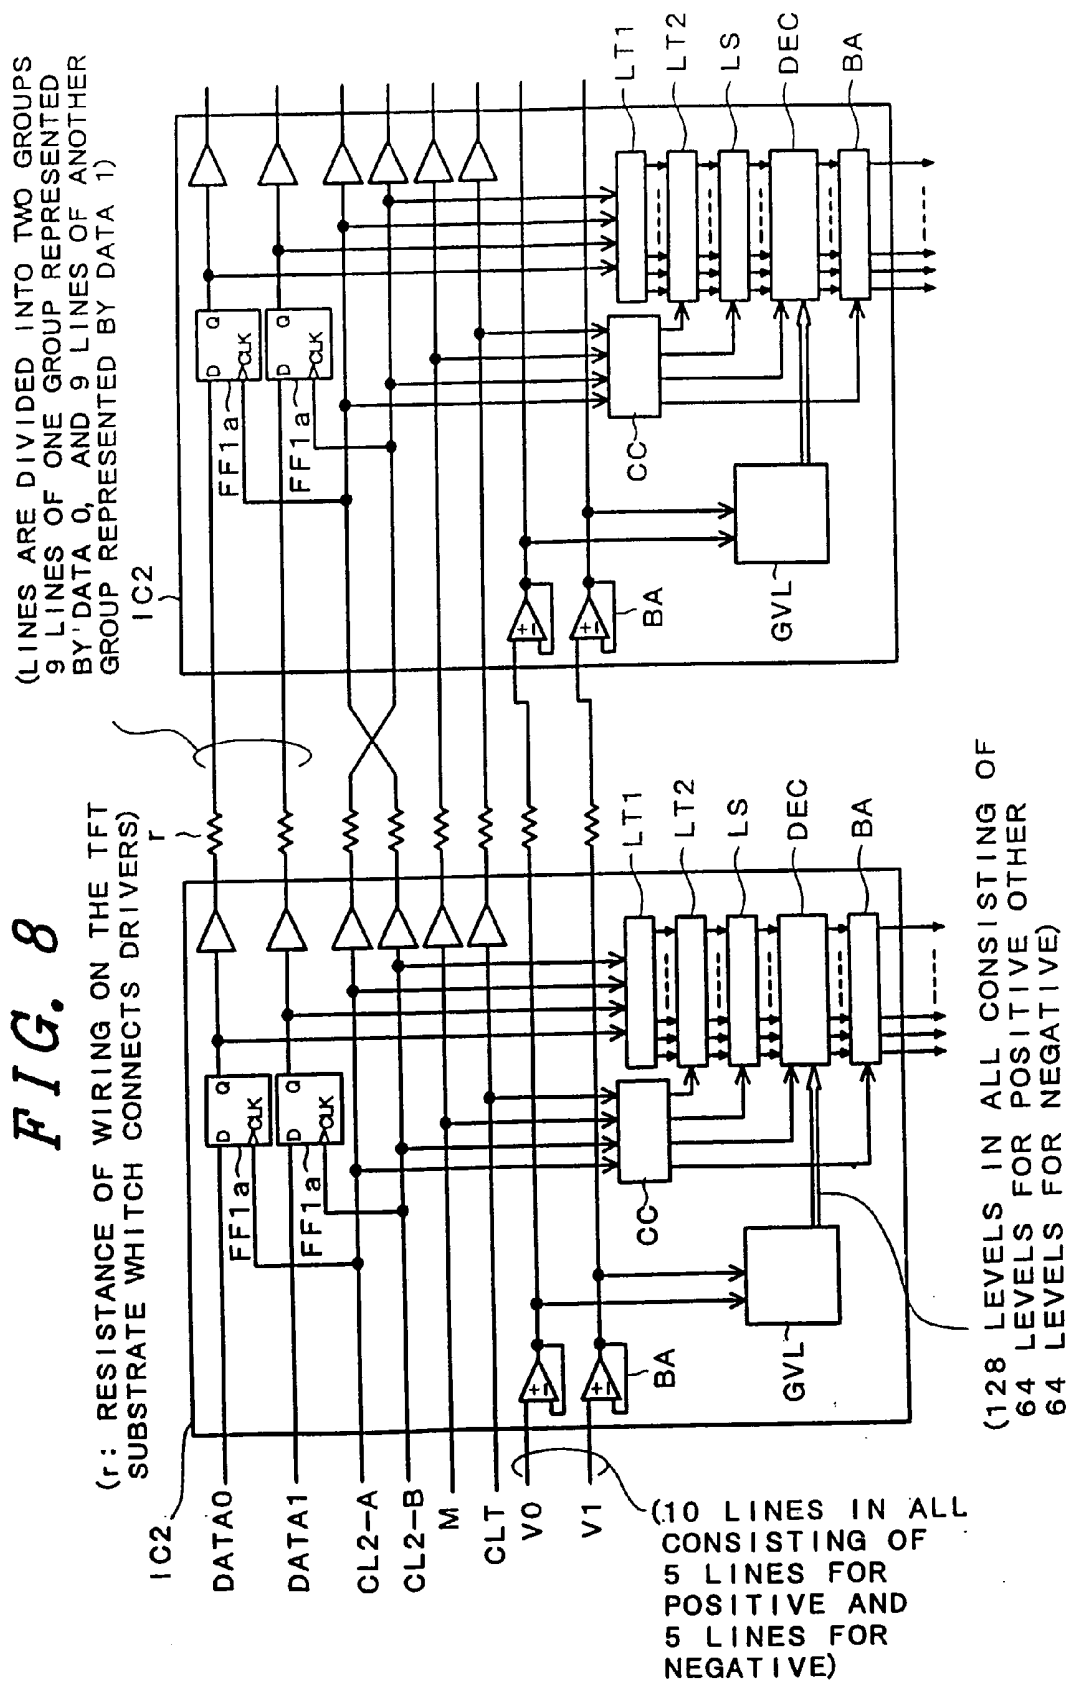 FIG. 8
(r: RESISTANCE OF WIRING ON THE TFT
SUBSTRATE WHITCH CONNECTS DRIVERS)
(LINES ARE DIVIDED INTO TWO GROUPS
9 LINES OF ONE GROUP REPRESENTED
BY'DATA 0, AND 9 LINES OF ANOTHER
GROUP REPRESENTED BY DATA 1)
IC2
IC2
r
DATA0
DATA1
CL2-A
CL2-B
M
CLT
V0
V1
D
Q
CLK
FF1a
D
Q
CLK
FF1a
D
Q
CLK
FF1a
D
Q
CLK
FF1a
LT1
LT2
LS
DEC
BA
LT1
LT2
LS
DEC
BA
CC
CC
+-
+-
BA
+-
+-
BA
GVL
GVL
(10 LINES IN ALL
CONSISTING OF
5 LINES FOR
POSITIVE AND
5 LINES FOR
NEGATIVE)
(128 LEVELS IN ALL CONSISTING OF
64 LEVELS FOR POSITIVE OTHER
64 LEVELS FOR NEGATIVE)